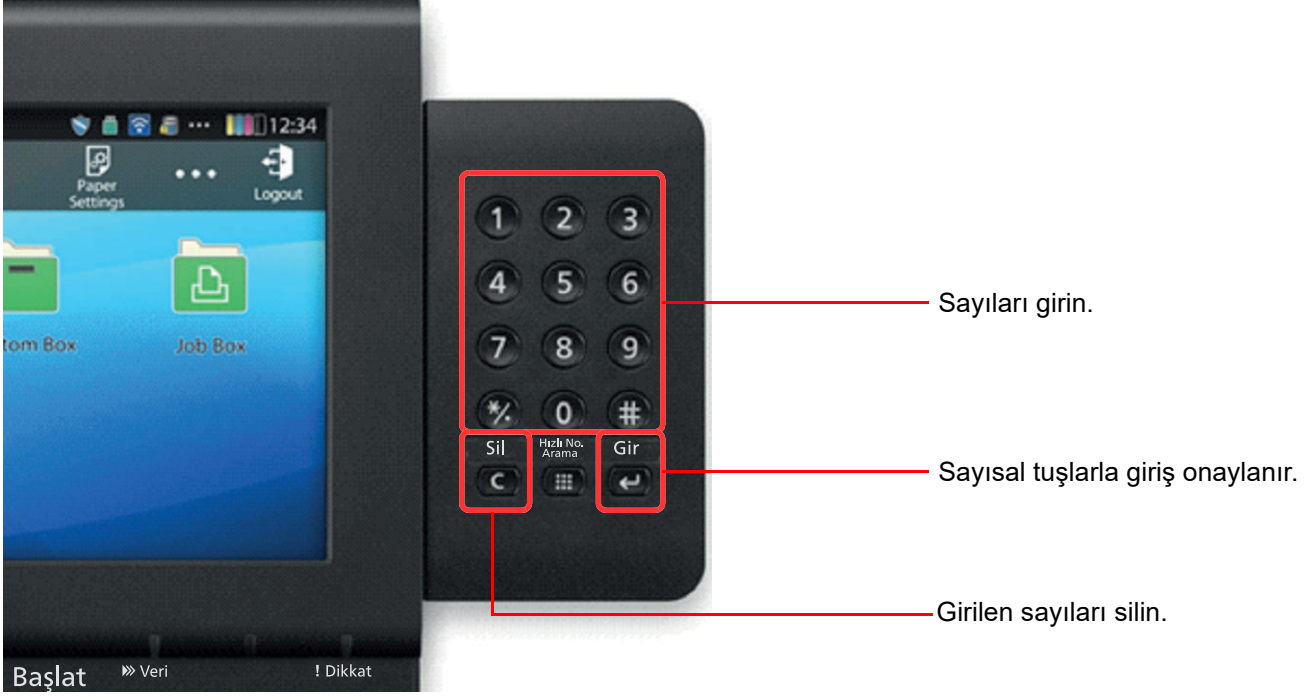 12:34
Paper
Settings
Logout
tom Box
Job Box
1 2 3
4 5 6
7 8 9
*/. 0 #
Sil
Hızlı No.
Arama
Gir
C
Sayıları girin.
Sayısal tuşlarla giriş onaylanır.
Girilen sayıları silin.
Başlat
Veri
! Dikkat